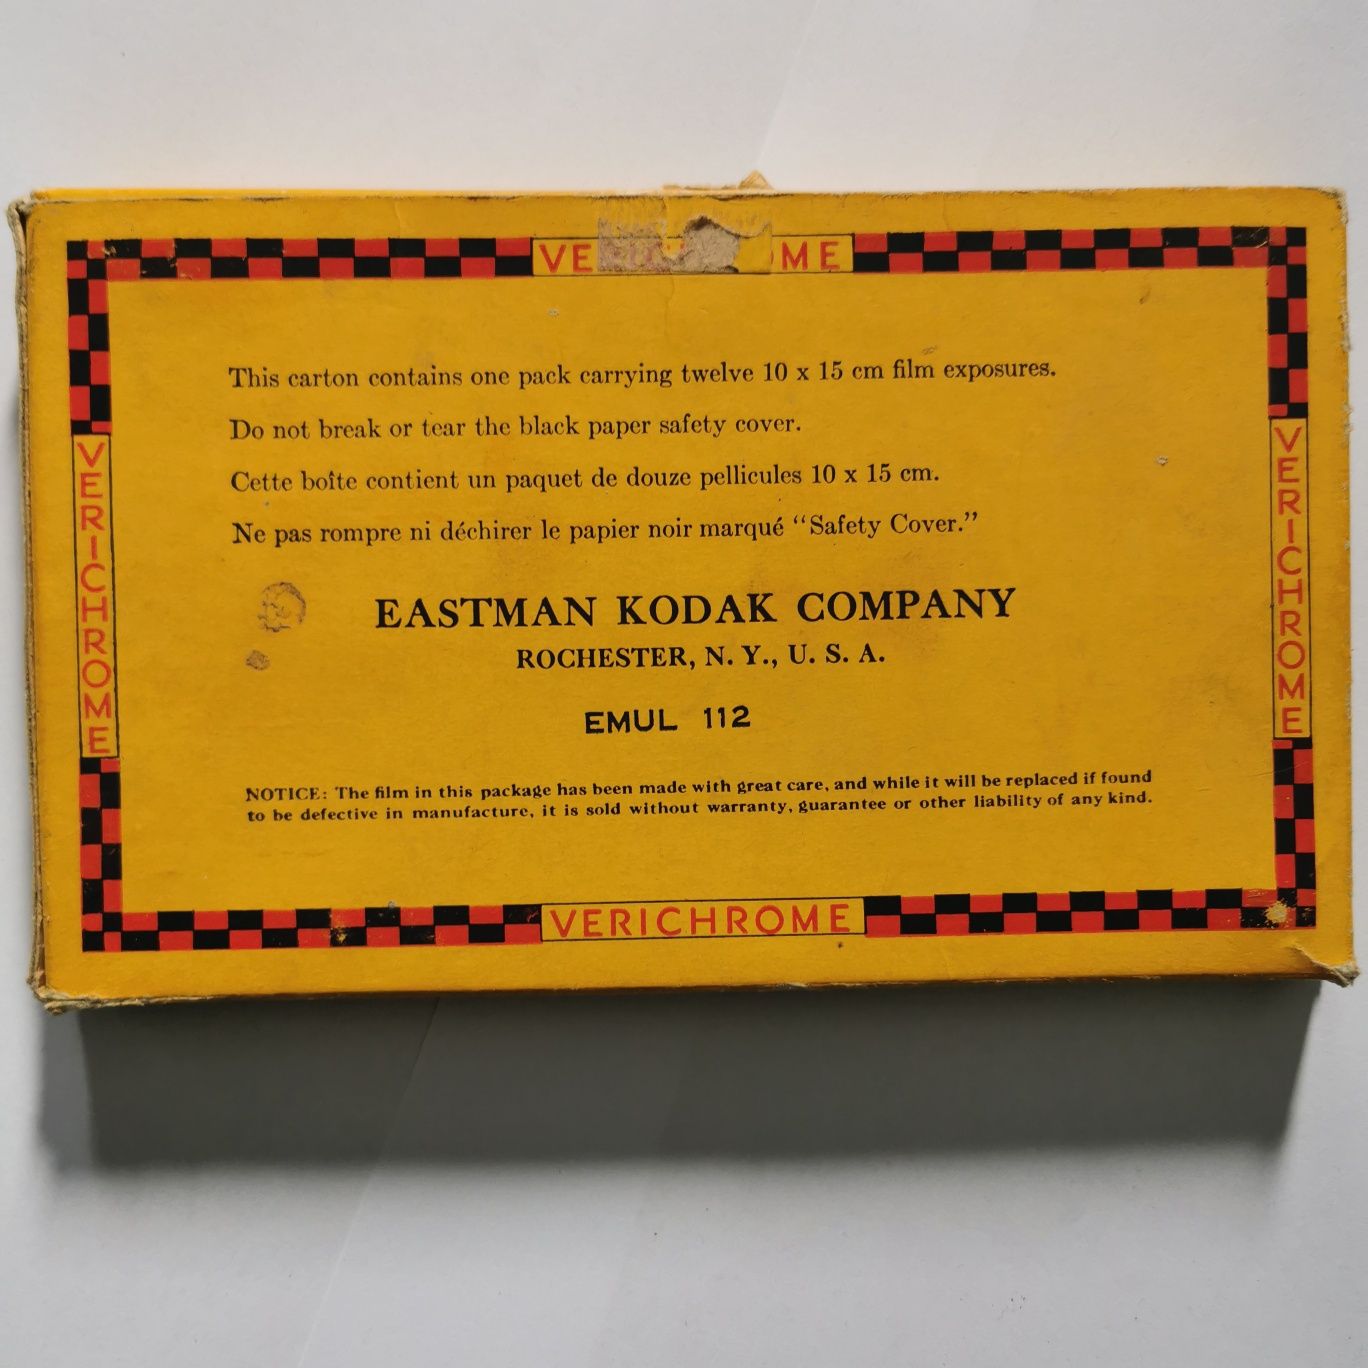 VERICHROME
This carton contains one pack carrying twelve 10 x 15 cm film exposures.
Do not break or tear the black paper safety cover.
Cette boîte contient un paquet de douze pellicules 10 x 15 cm.
Ne pas rompre ni déchirer le papier noir marqué “Safety Cover.”
EASTMAN KODAK COMPANY
ROCHESTER, N. Y., U. S. A.
EMUL 112
NOTICE: The film in this package has been made with great care, and while it will be replaced if found
to be defective in manufacture, it is sold without warranty, guarantee or other liability of any kind.
VERICHROME
VERICHROME
VE OME